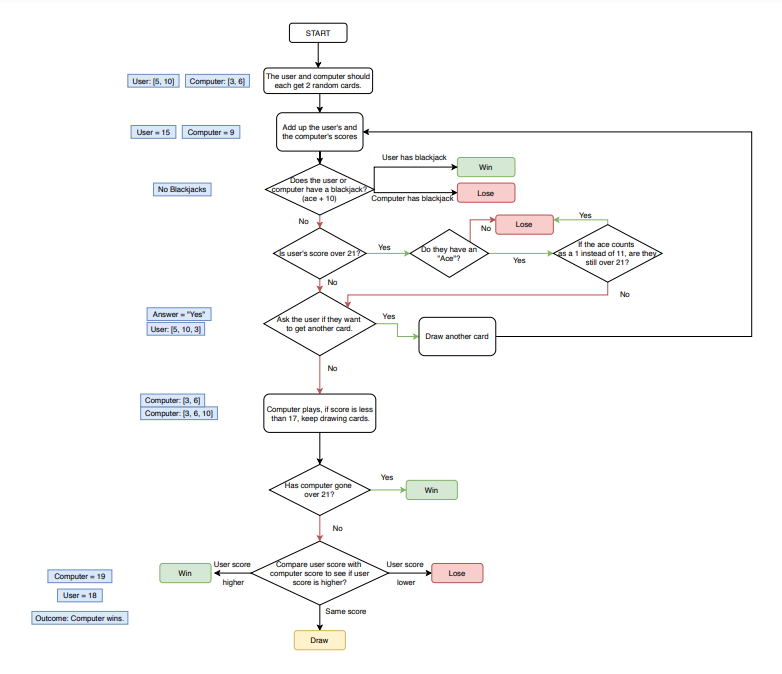 START
User: [5, 10]
Computer: [3, 6]
The user and computer should
each get 2 random cards.
User = 15
Computer = 9
Add up the user's and
the computer's scores
No Blackjacks
Does the user or
computer have a blackjack?
(ace + 10)
User has blackjack
Win
Computer has blackjack
Lose
No
Is user's score over 21?
Yes
Do they have an
"Ace"?
No
Lose
Yes
Yes
If the ace counts
as a 1 instead of 11, are they
still over 21?
No
No
Answer = "Yes"
User: [5, 10, 3]
Ask the user if they want
to get another card.
Yes
Draw another card
No
Computer: [3, 6]
Computer: [3, 6, 10]
Computer plays, if score is less
than 17, keep drawing cards.
Has computer gone
over 21?
Yes
Win
No
Computer = 19
User = 18
Outcome: Computer wins.
Win
User score
higher
Compare user score with
computer score to see if user
score is higher?
User score
lower
Lose
Same score
Draw